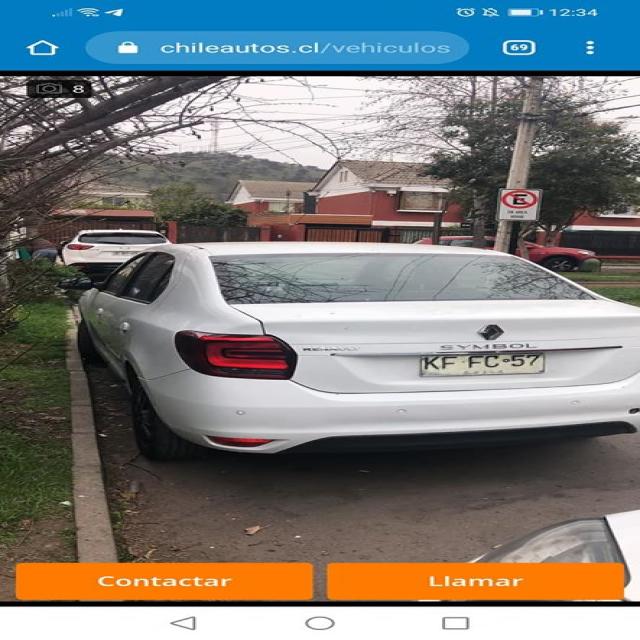 12:34
chileautos.cl/vehiculos
69
8
E
RENAULT
SYMBOL
KF FC·57
Contactar
Llamar